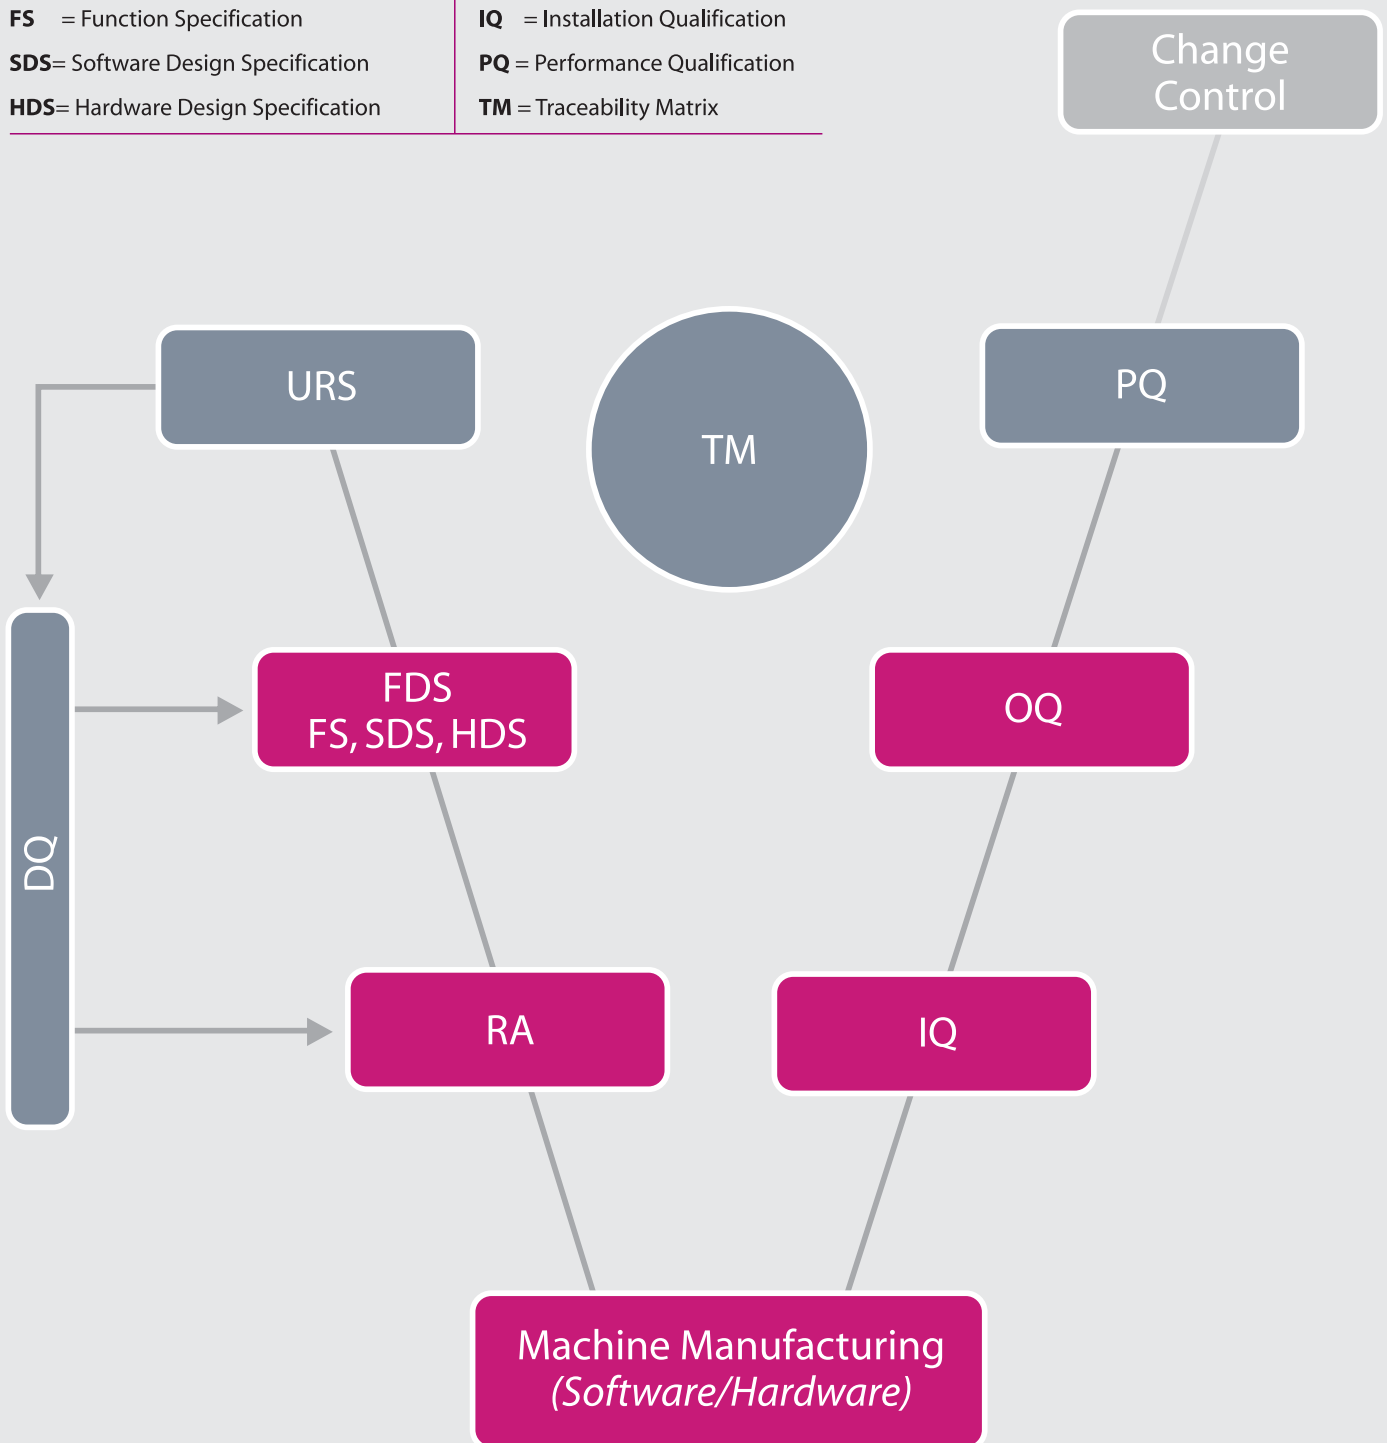 FS = Function Specification
SDS= Software Design Specification
HDS= Hardware Design Specification
IQ = Installation Qualification
PQ = Performance Qualification
TM = Traceability Matrix
Change
Control
URS
TM
PQ
FDS
FS, SDS, HDS
OQ
DQ
RA
IQ
Machine Manufacturing
(Software/Hardware)